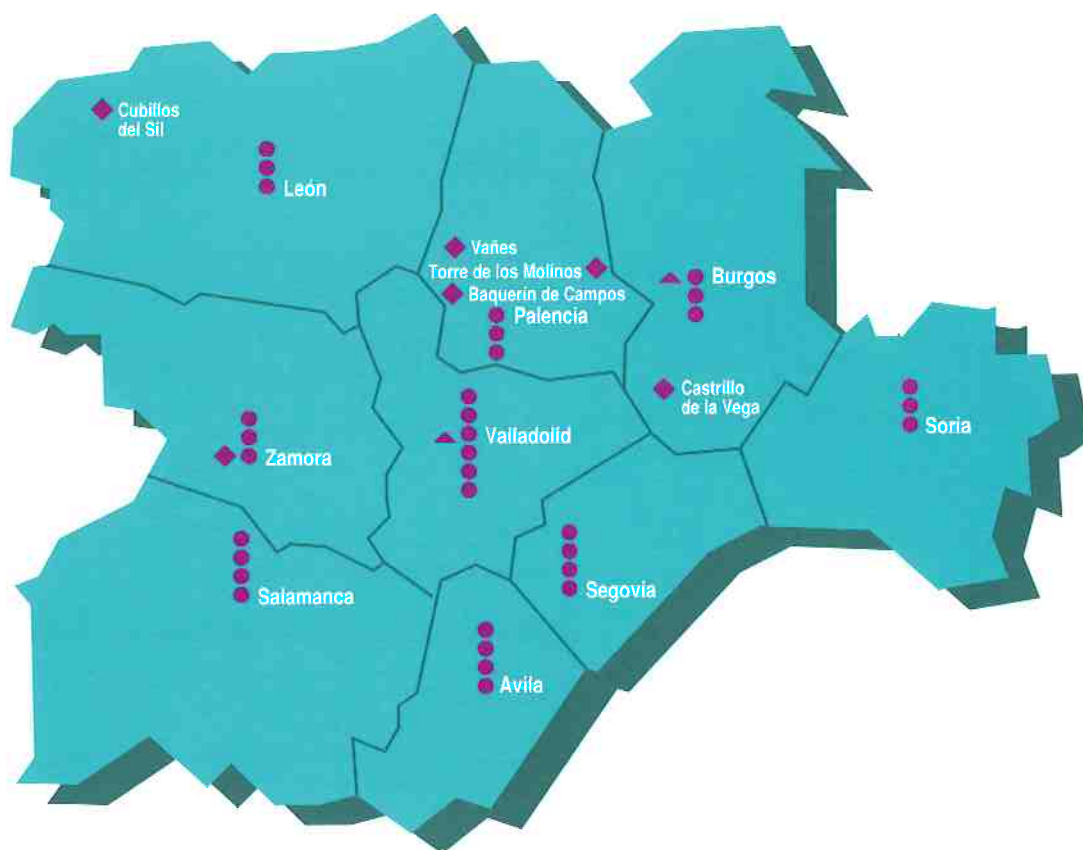 Cubillos
del Sil
León
Vañes
Torre de los Molinos
Baquerín de Campos
Palencia
Burgos
Castrillo
de la Vega
Soria
Valladolid
Zamora
Salamanca
Segovia
Avila